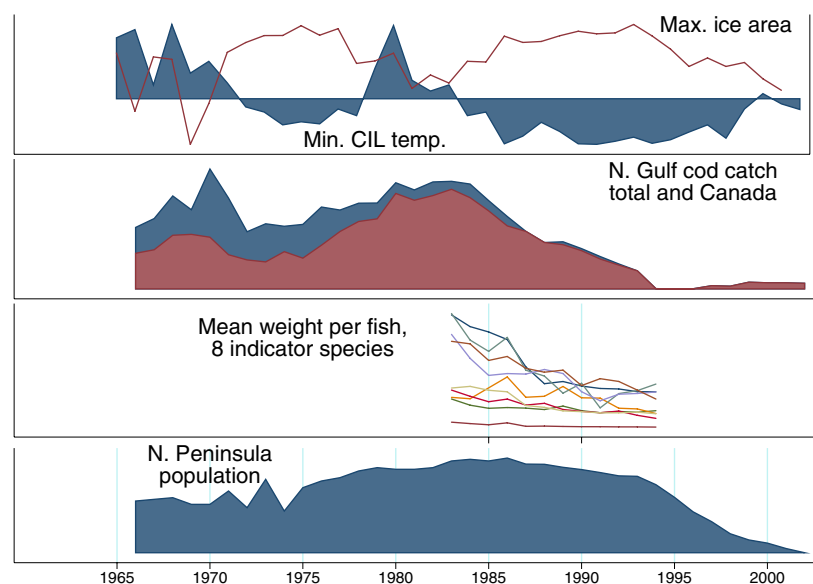 Max. ice area
Min. CIL temp.
N. Gulf cod catch
total and Canada
Mean weight per fish,
8 indicator species
N. Peninsula
population
1965 1970 1975 1980 1985 1990 1995 2000